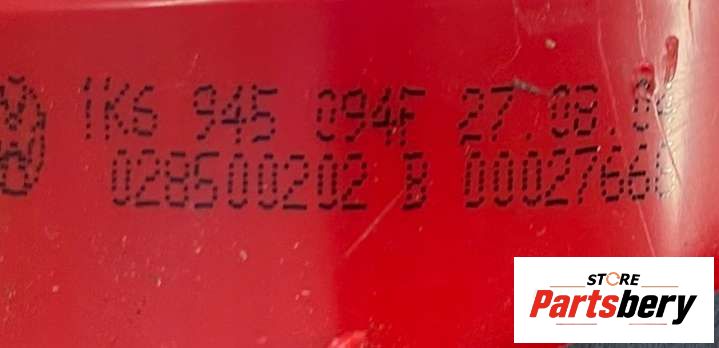 1K6 945 094F 27.08.
028500202 B
STORE
Partsbery